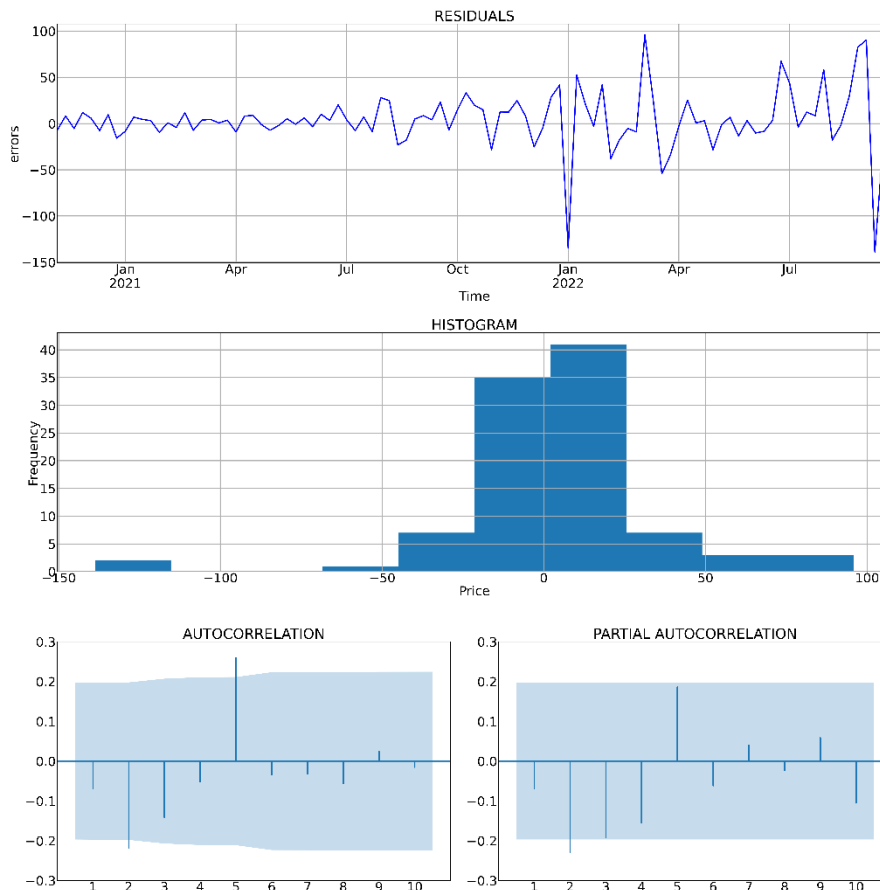 RESIDUALS
100
50
0
−50
−100
−150
errors
Jan
2021
Apr
Jul
Oct
Jan
2022
Apr
Jul
Time
HISTOGRAM
40
35
30
25
20
15
10
5
0
Frequency
−150
−100
−50
0
50
100
Price
AUTOCORRELATION
0.3
0.2
0.1
0.0
−0.1
−0.2
−0.3
1 2 3 4 5 6 7 8 9 10
PARTIAL AUTOCORRELATION
0.3
0.2
0.1
0.0
−0.1
−0.2
−0.3
1 2 3 4 5 6 7 8 9 10